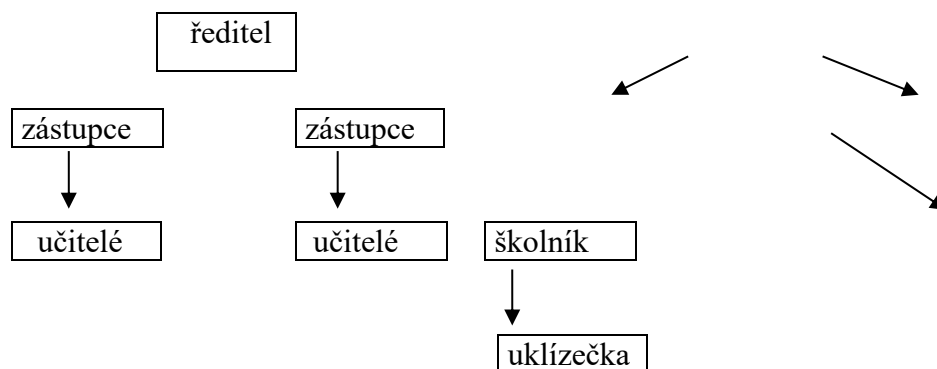 ředitel
zástupce zástupce
učitelé učitelé školník
uklízečka